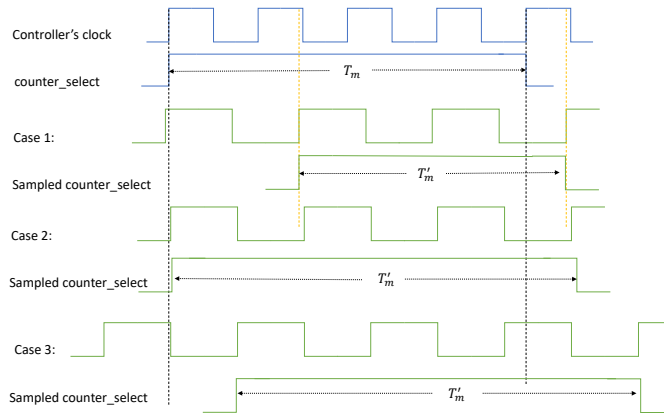 Controller's clock
counter_select
T_m
Case 1:
Sampled counter_select
T'_m
Case 2:
Sampled counter_select
T'_m
Case 3:
Sampled counter_select
T'_m